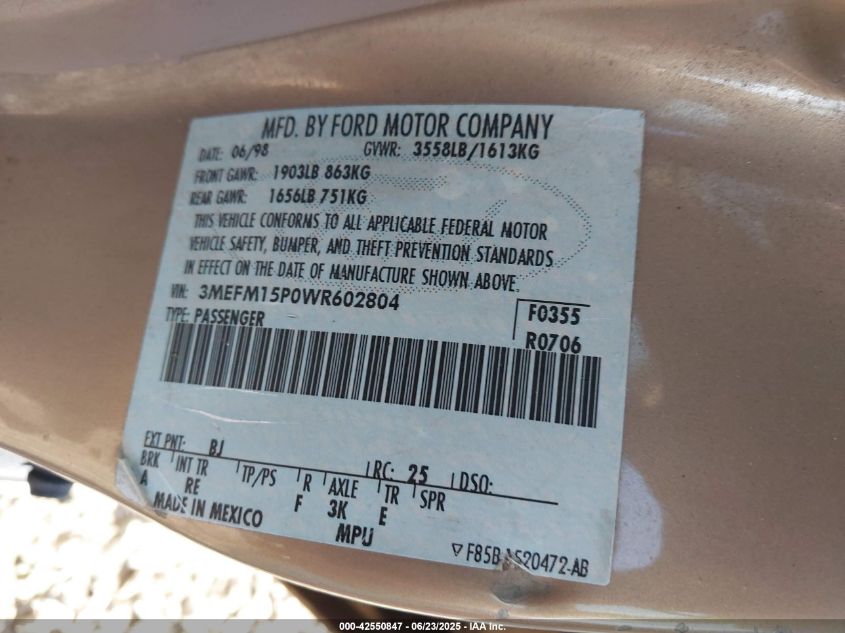 MFD. BY FORD MOTOR COMPANY
DATE: 06/98 GVWR: 3558LB/1613KG
FRONT GAWR: 1903LB 863KG
REAR GAWR: 1656LB 751KG
THIS VEHICLE CONFORMS TO ALL APPLICABLE FEDERAL MOTOR
VEHICLE SAFETY, BUMPER, AND THEFT PREVENTION STANDARDS
IN EFFECT ON THE DATE OF MANUFACTURE SHOWN ABOVE.
VIN: 3MEFM15P0WR602804
TYPE: PASSENGER
F0355
R0706
EXT PNT: BJ RC: 25 DSO:
BRK INT TR TP/PS R AXLE TR SPR
A RE F 3K E
MADE IN MEXICO MPU
F85B S20472-AB
000-42550847 - 06/23/2025 - IAA Inc.